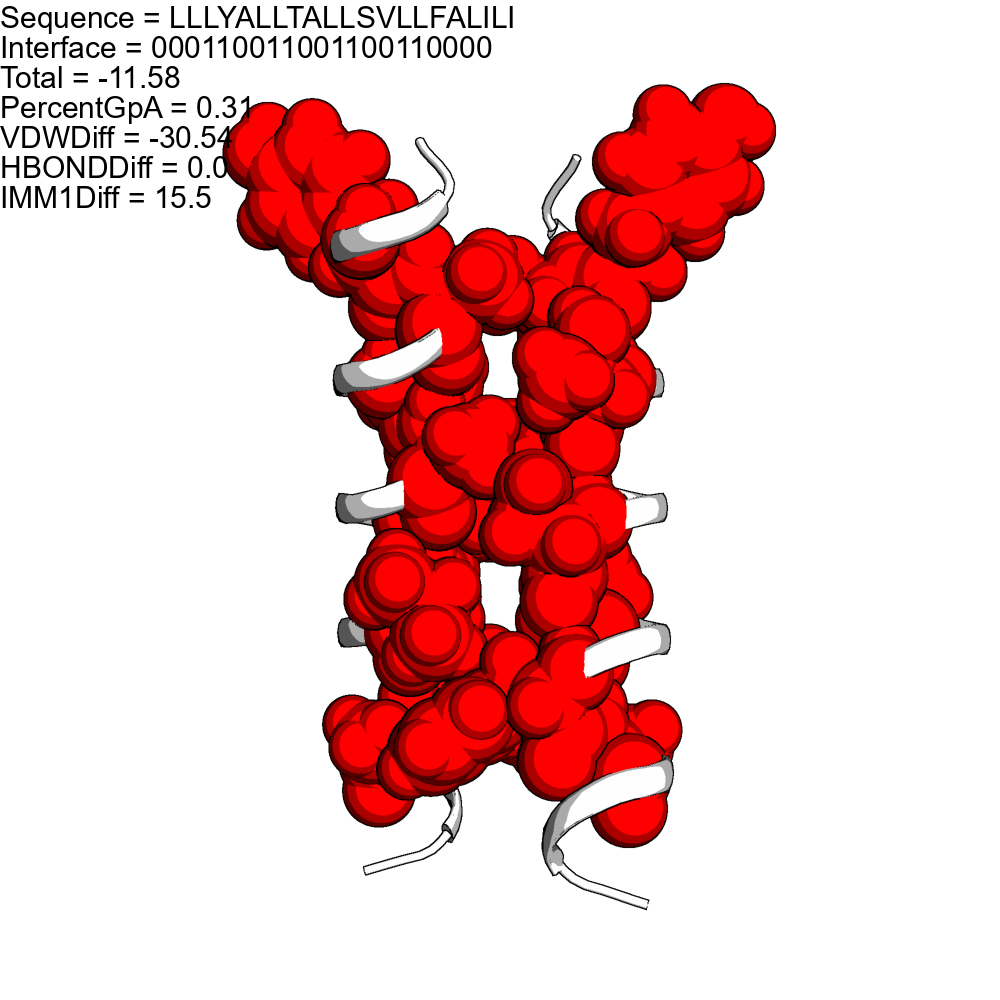 Sequence = LLLYALLTALLSVLLFALILI
Interface = 000110011001100110000
Total = -11.58
PercentGpA = 0.31
VDWDiff = -30.54
HBONDDiff = 0.0
IMM1Diff = 15.5